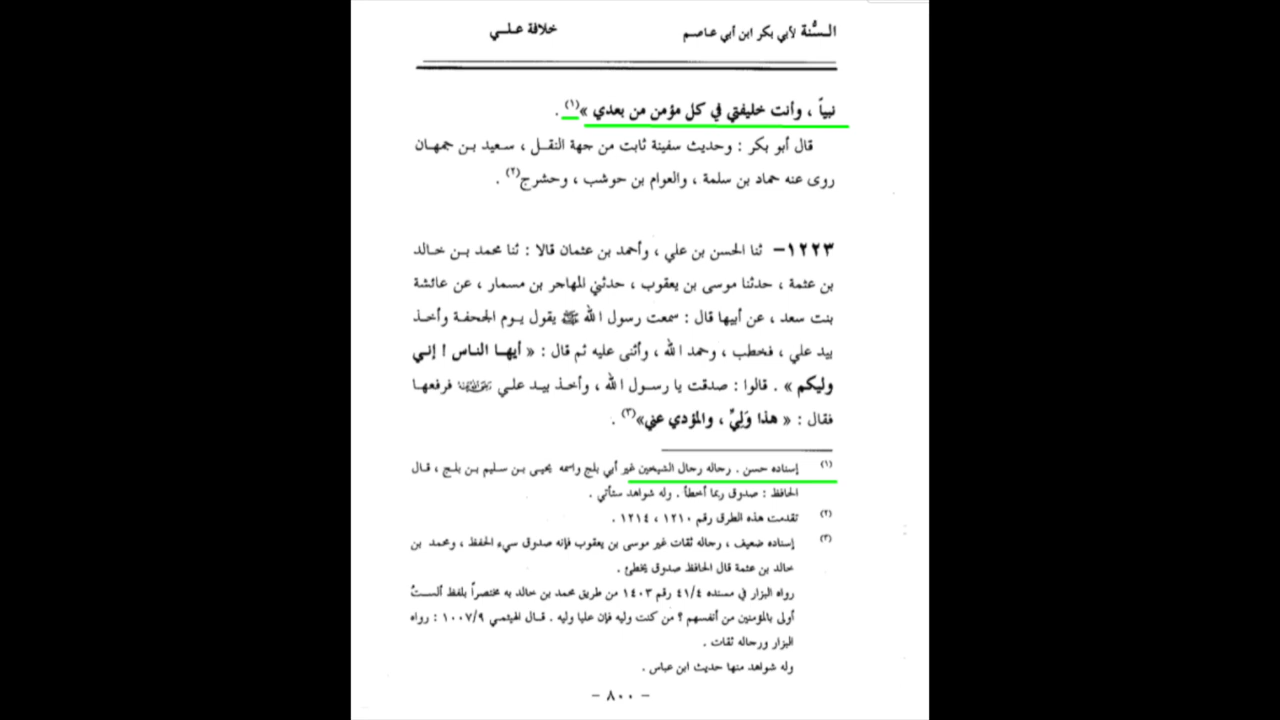 السُّنة لأبي بكر ابن أبي عاصم خلافة علي
نبياً ، وأنت خليفتي في كل مؤمن من بعدي »(١) .
قال أبو بكر : وحديث سفينة ثابت من جهة النقل ، سعيد بن جمهان
روى عنه حماد بن سلمة ، والعوام بن حوشب ، وحشرج(٢) .
١٢٢٣– ثنا الحسن بن علي ، وأحمد بن عثمان قالا : ثنا محمد بن خالد
بن عثمة ، حدثنا موسى بن يعقوب ، حدثني المهاجر بن مسمار ، عن عائشة
بنت سعد ، عن أبيها قال : سمعت رسول الله ﷺ يقول يوم الجحفة وأخذ
بيد علي ، فخطب ، وحمد الله ، وأثنى عليه ثم قال : « أيها الناس ! إني
وليكم » . قالوا : صدقت يا رسول الله ، وأخذ بيد علي فرفعها
فقال : « هذا وَلِيٌّ ، والمؤدي عني»(٣) .
(١) إسناده حسن . رجاله رجال الشيخين غير أبي بلج واسمه يحيى بن سليم بن بلج ، قال
الحافظ : صدوق ربما أخطأ . وله شواهد ستأتي .
(٢) تقدمت هذه الطرق رقم ١٢١٠ ، ١٢١٤ .
(٣) إسناده ضعيف ، رجاله ثقات غير موسى بن يعقوب فإنه صدوق سيء الحفظ ، ومحمد بن
خالد بن عثمة قال الحافظ صدوق يخطئ .
رواه البزار في مسنده ٤١/٤ رقم ١٤٠٣ من طريق محمد بن خالد به مختصراً بلفظ ألستُ
أولى بالمؤمنين من أنفسهم ؟ من كنت وليه فإن عليا وليه . قال الهيثمي ١٠٠٧/٩ : رواه
البزار ورجاله ثقات .
وله شواهد منها حديث ابن عباس .
– ٨٠٠ –